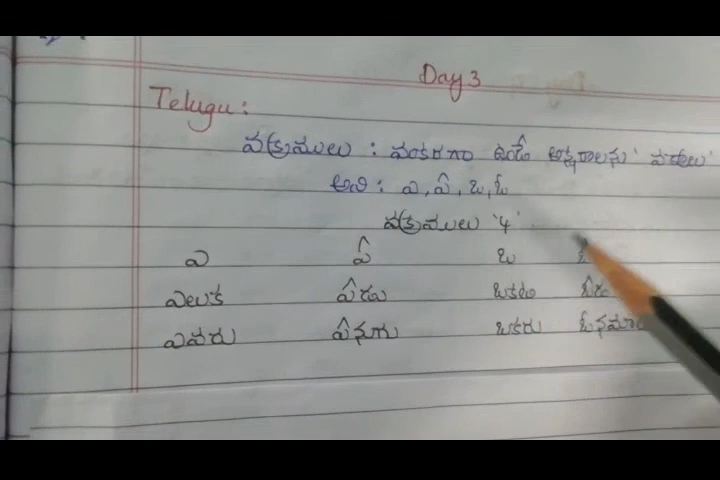 Day 3
Telugu:
వక్రములు : వంకరగా ఉండే అక్షరాలను 'వక్రములు'
అవి : ఎ, ఏ, ఒ, ఓ
వక్రములు '4'.
ఎ ఏ ఒ
ఎలుక ఏడు ఒకటి
ఎవరు ఏనుగు ఒకరు